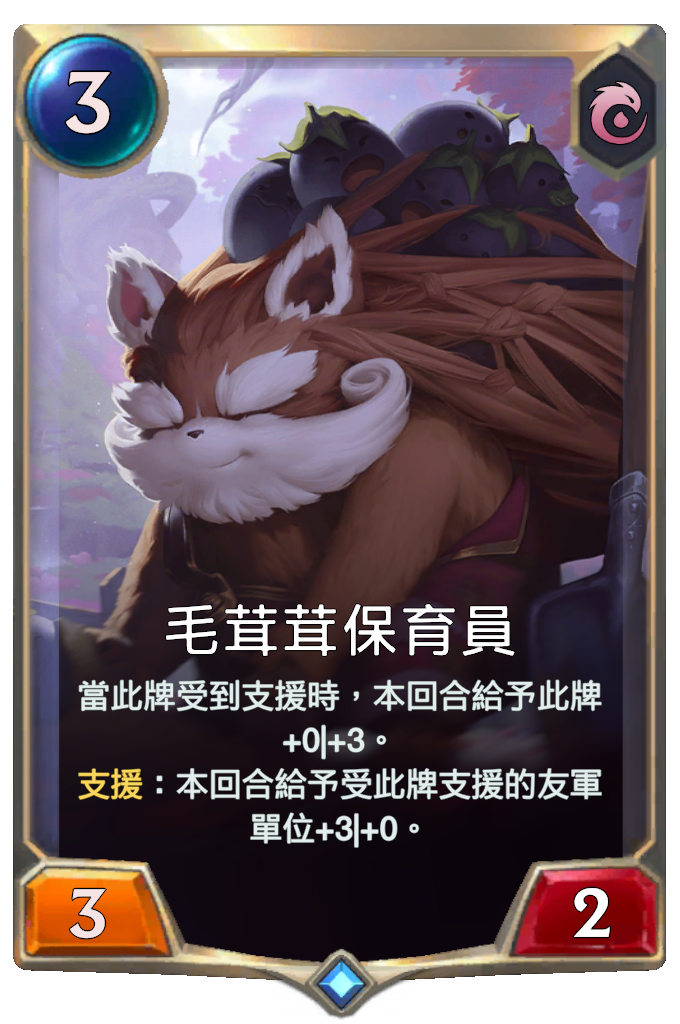 3
毛茸茸保育員
當此牌受到支援時，本回合給予此牌
+0|+3。
支援：本回合給予受此牌支援的友軍
單位+3|+0。
3
2